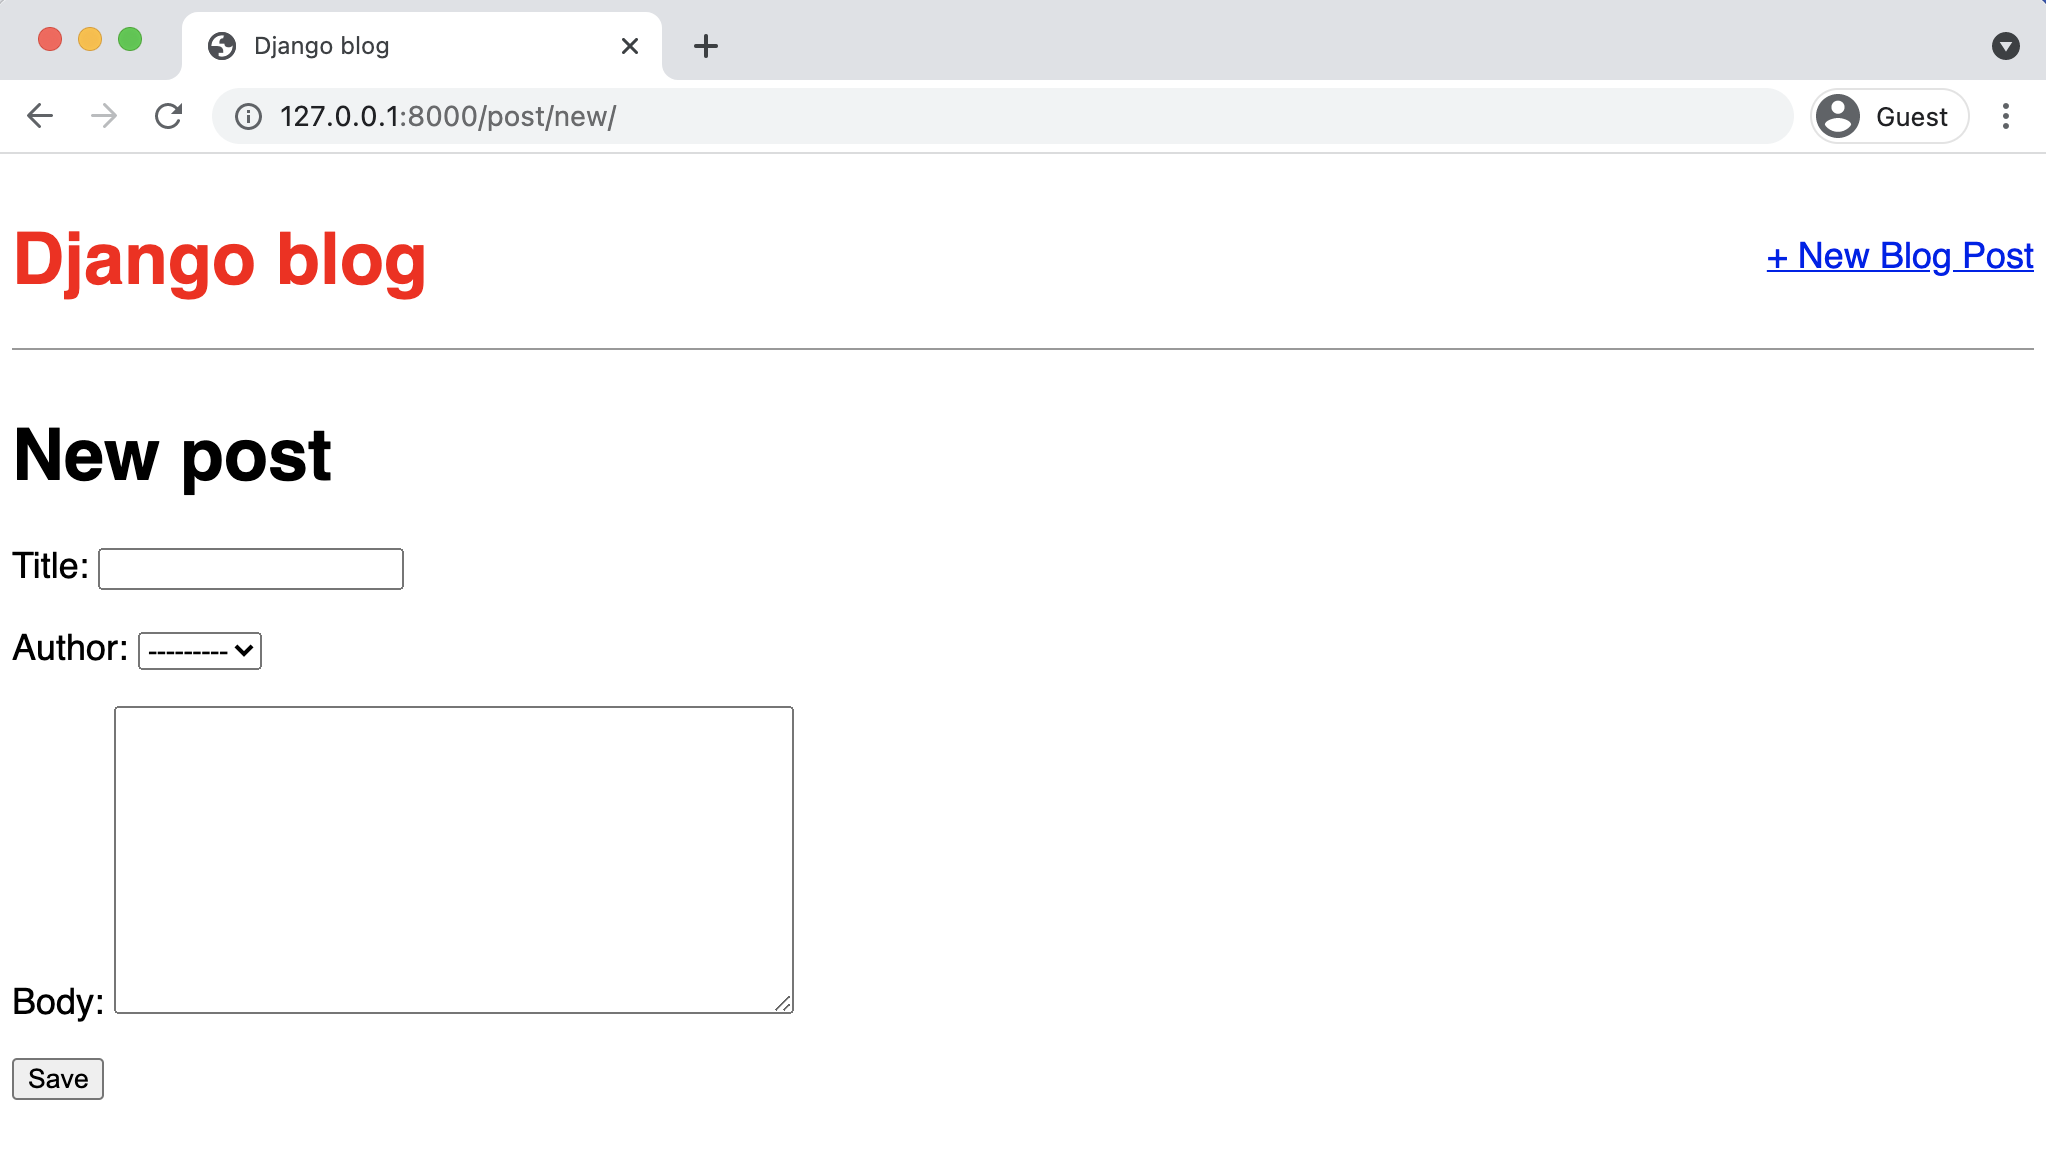 Django blog
127.0.0.1:8000/post/new/
Guest
Django blog
+ New Blog Post
New post
Title:
Author: ---------
Body:
Save